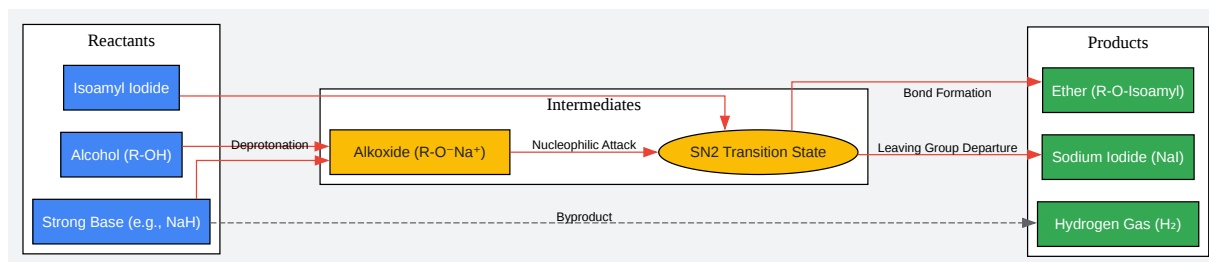 Reactants
Isoamyl Iodide
Alcohol (R-OH)
Strong Base (e.g., NaH)
Deprotonation
Intermediates
Alkoxide (R-O⁻Na⁺)
Nucleophilic Attack
SN2 Transition State
Bond Formation
Leaving Group Departure
Byproduct
Products
Ether (R-O-Isoamyl)
Sodium Iodide (NaI)
Hydrogen Gas (H₂)